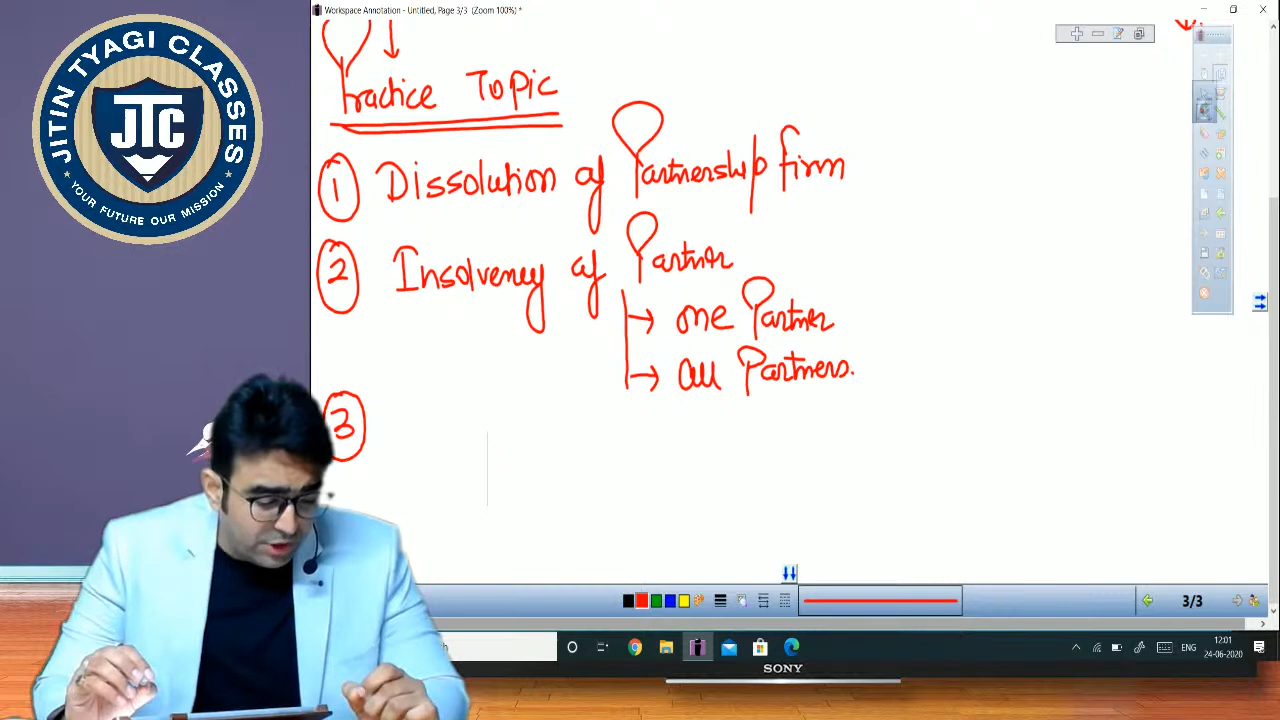 Workspace Annotation - Untitled, Page 3/3 (Zoom 100%) *
JITIN TYAGI CLASSES
JTC
YOUR FUTURE OUR MISSION
Practice Topic
1 Dissolution of Partnership firm
2 Insolvency of Partner
→ one Partner
→ all Partners.
3
3/3
ENG
12:01
24-06-2020
SONY